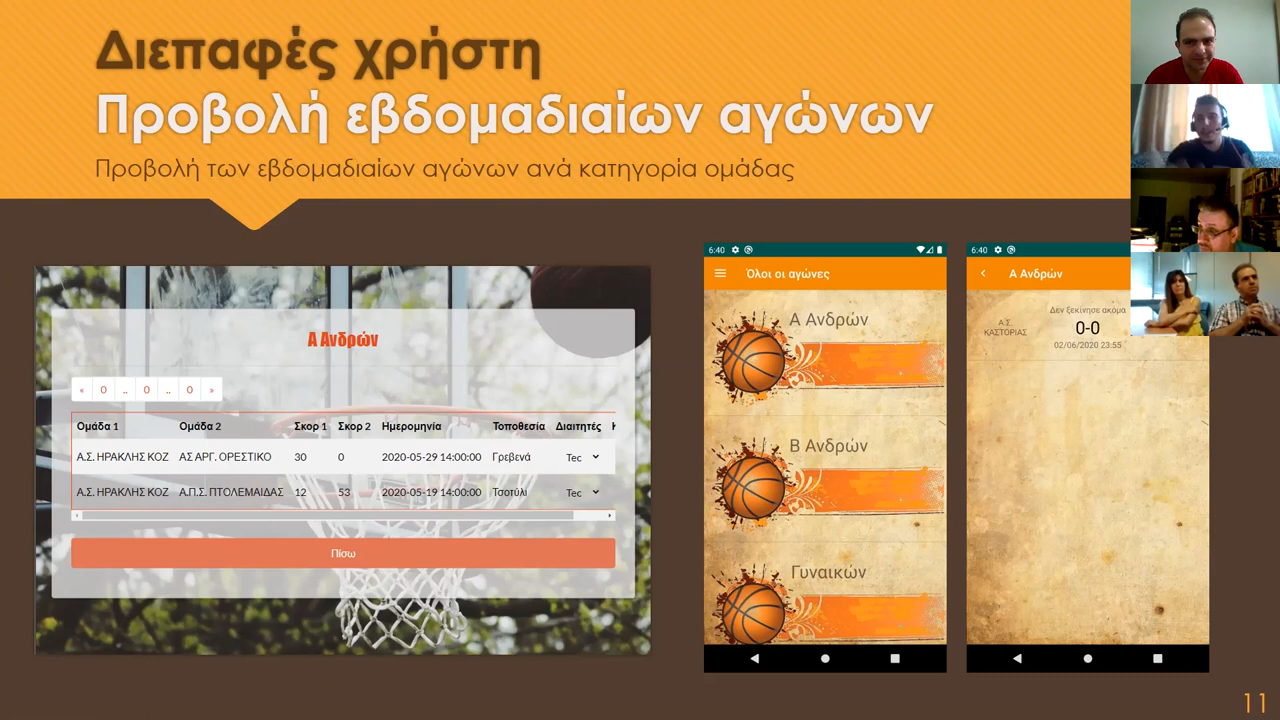 Διεπαφές χρήστη
Προβολή εβδομαδιαίων αγώνων
Προβολή των εβδομαδιαίων αγώνων ανά κατηγορία ομάδας
Α Ανδρών
« 0 .. 0 .. 0 »
Ομάδα 1 Ομάδα 2 Σκορ 1 Σκορ 2 Ημερομηνία Τοποθεσία Διαιτητές
Α.Σ. ΗΡΑΚΛΗΣ ΚΟΖ ΑΣ ΑΡΓ. ΟΡΕΣΤΙΚΟ 30 0 2020-05-29 14:00:00 Γρεβενά Tec
Α.Σ. ΗΡΑΚΛΗΣ ΚΟΖ Α.Π.Σ. ΠΤΟΛΕΜΑΙΔΑΣ 12 53 2020-05-19 14:00:00 Τσοτύλι Tec
Πίσω
6:40
Όλοι οι αγώνες
Α Ανδρών
Β Ανδρών
Γυναικών
6:40
Α Ανδρών
Δεν ξεκίνησε ακόμα
Α.Σ. ΚΑΣΤΟΡΙΑΣ
0-0
02/06/2020 23:55
11